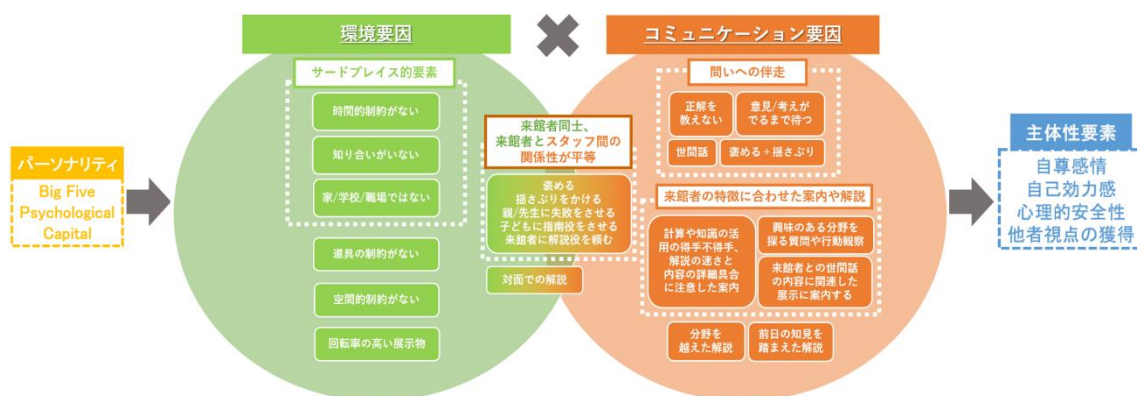 環境要因
コミュニケーション要因
パーソナリティ
Big Five
Psychological
Capital
サードプレイス的要素
時間的制約がない
知り合いがいない
家/学校/職場ではない
道具の制約がない
空間的制約がない
回転率の高い展示物
来館者同士、
来館者とスタッフ間の
関係性が平等
褒める
揺さぶりをかける
親/先生に失敗をさせる
子どもに指南役をさせる
来館者に解説役を頼む
対面での解説
問いへの伴走
正解を
教えない
意見/考えが
でるまで待つ
世間話
褒める+揺さぶり
来館者の特徴に合わせた案内や解説
計算や知識の活
用の得手不得手、
解説の速さと
内容の詳細具合
に注意した案内
興味のある分野を
探る質問や行動観察
来館者との世間話
の内容に関連した
展示に案内する
分野を
越えた解説
前日の知見を
踏まえた解説
主体性要素
自尊感情
自己効力感
心理的安全性
他者視点の獲得